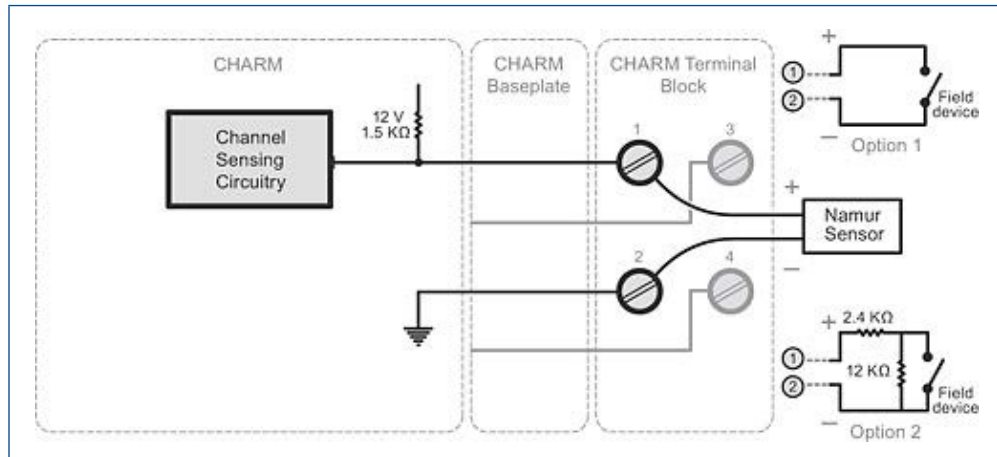 CHARM
CHARM
Baseplate
CHARM Terminal
Block
Channel
Sensing
Circuitry
12 V
1.5 KΩ
1
3
2
4
+
−
Namur
Sensor
+
1
2
−
Field
device
Option 1
+
2.4 KΩ
1
12 KΩ
2
−
Field
device
Option 2